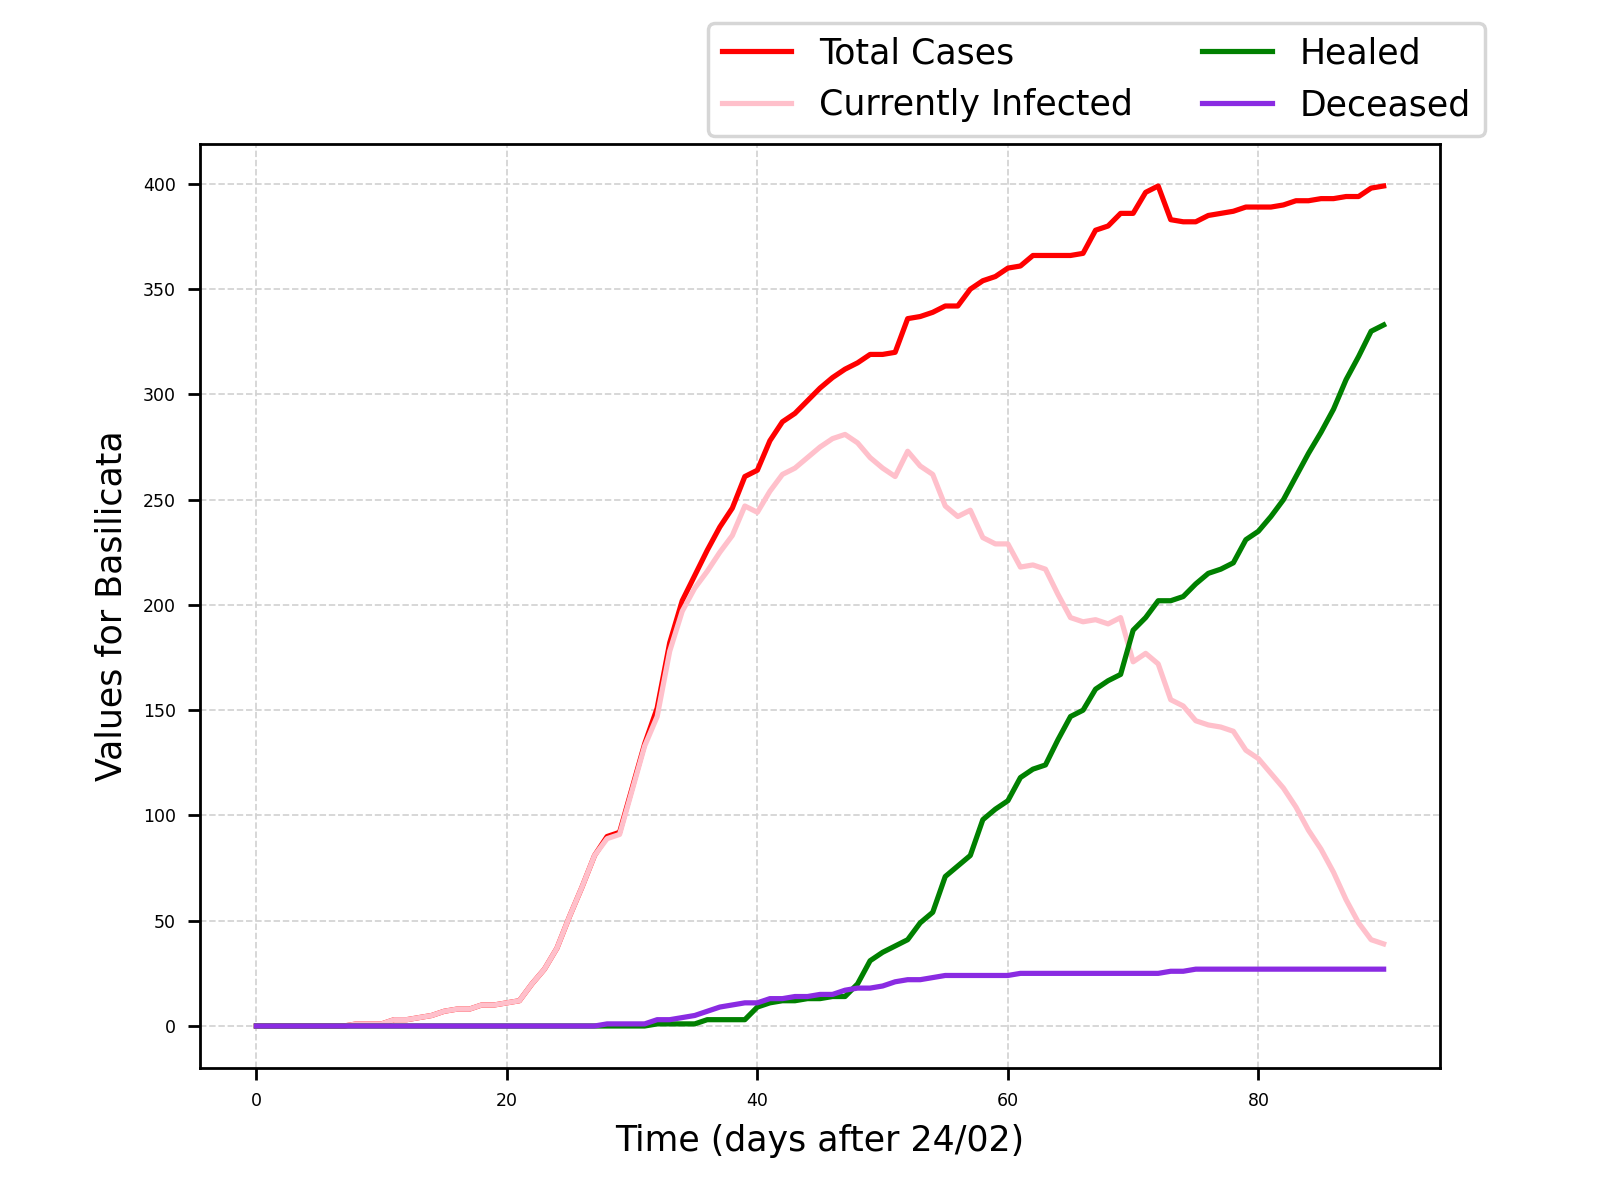 Total Cases
Currently Infected
Healed
Deceased
Values for Basilicata
400
350
300
250
200
150
100
50
0
0 20 40 60 80
Time (days after 24/02)